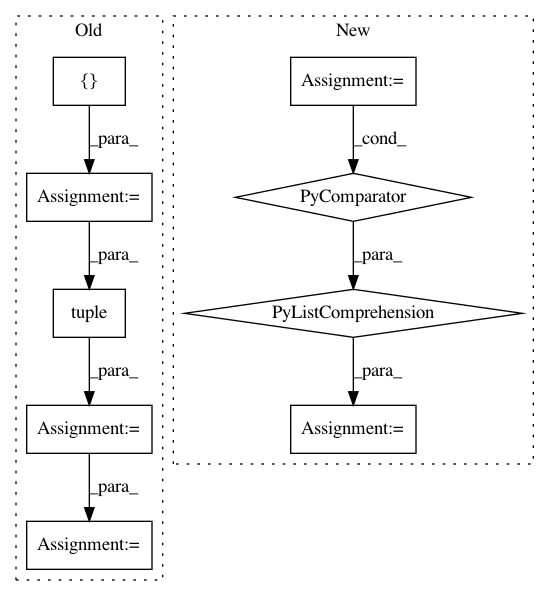 Old
{}
_para_
Assignment:=
_para_
tuple
_para_
Assignment:=
_para_
Assignment:=
New
Assignment:=
_cond_
PyComparator
_para_
PyListComprehension
_para_
Assignment:=